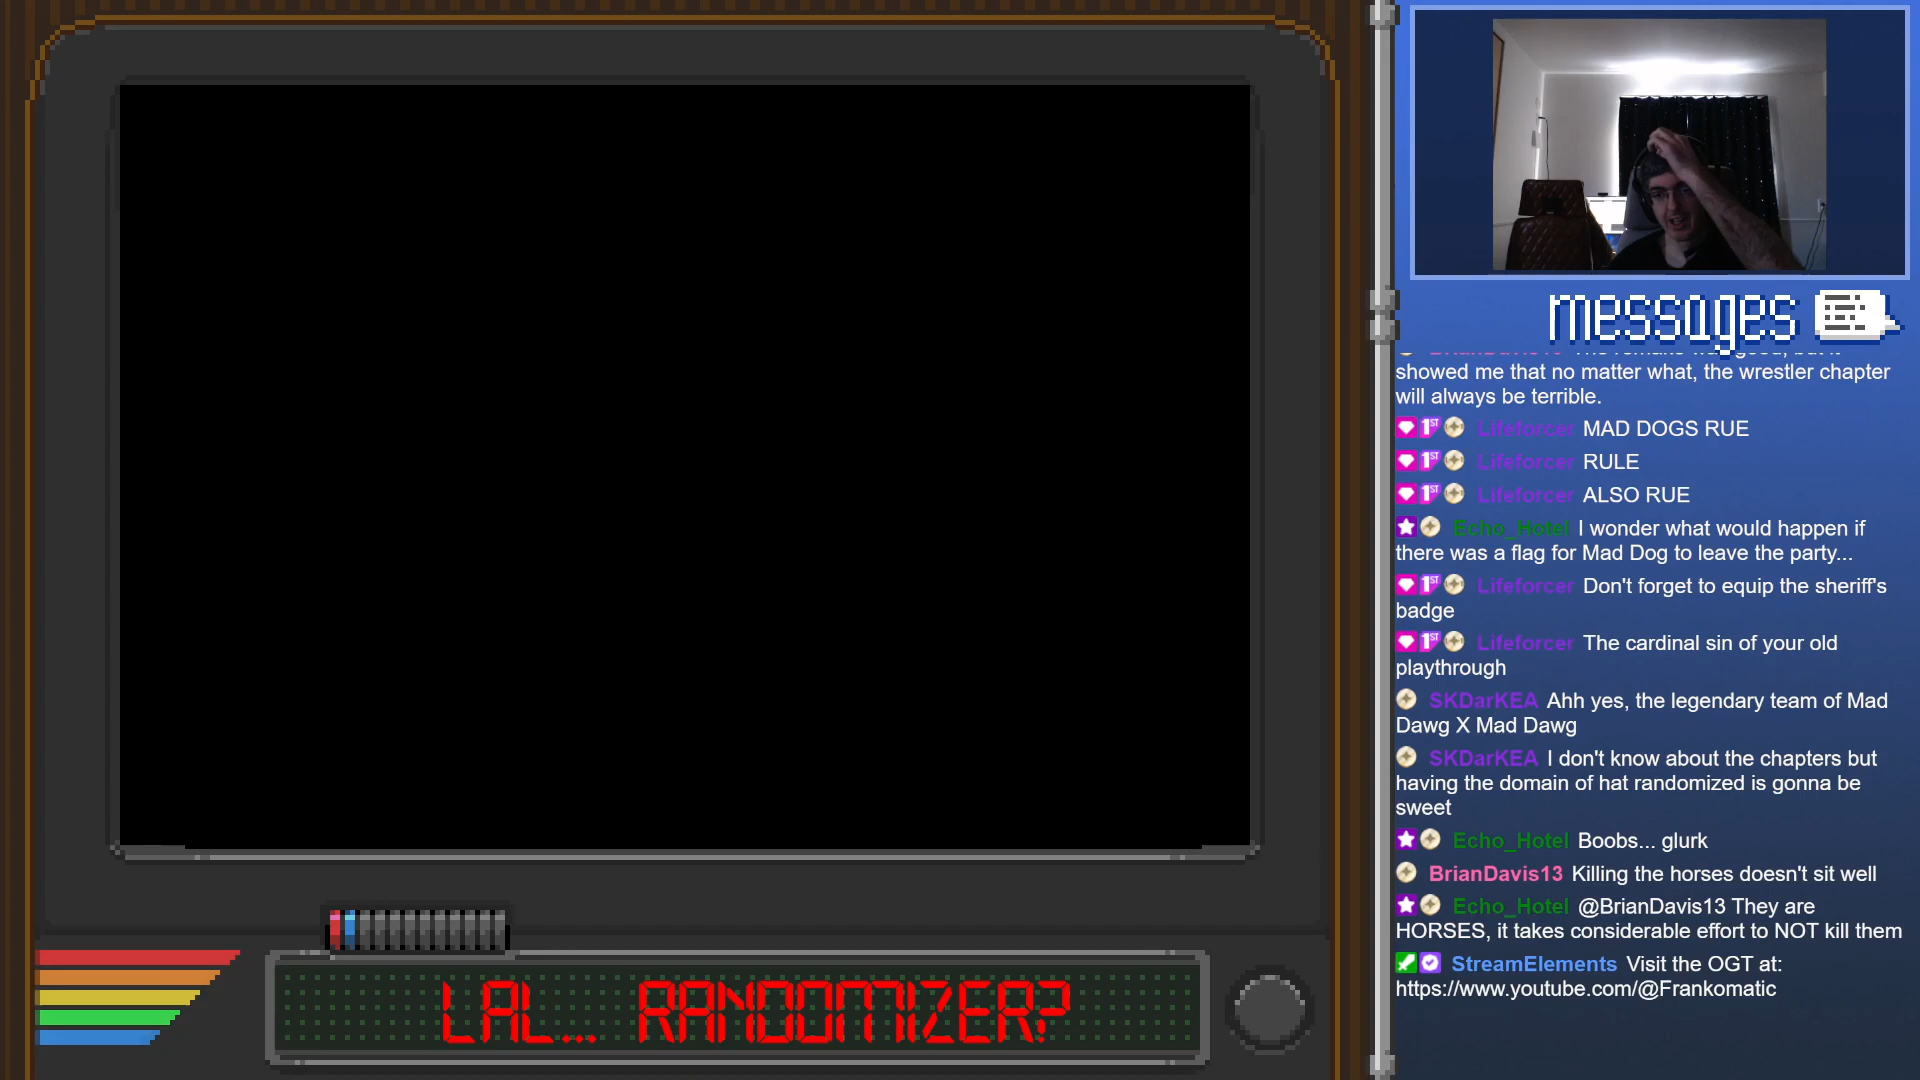 messages
showed me that no matter what, the wrestler chapter
will always be terrible.
Lifeforcer MAD DOGS RUE
Lifeforcer RULE
Lifeforcer ALSO RUE
Echo_Hotel I wonder what would happen if
there was a flag for Mad Dog to leave the party...
Lifeforcer Don't forget to equip the sheriff's
badge
Lifeforcer The cardinal sin of your old
playthrough
SKDarKEA Ahh yes, the legendary team of Mad
Dawg X Mad Dawg
SKDarKEA I don't know about the chapters but
having the domain of hat randomized is gonna be
sweet
Echo_Hotel Boobs... glurk
BrianDavis13 Killing the horses doesn't sit well
Echo_Hotel @BrianDavis13 They are
HORSES, it takes considerable effort to NOT kill them
StreamElements Visit the OGT at:
https://www.youtube.com/@Frankomatic
LAL... RANDOMIZER?